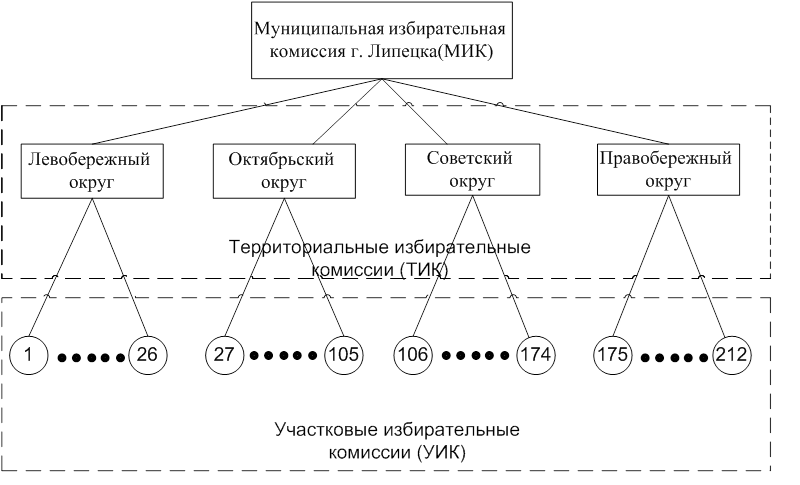 Муниципальная избирательная
комиссия г. Липецка(МИК)
Левобережный
округ
Октябрьский
округ
Советский
округ
Правобережный
округ
Территориальные избирательные
комиссии (ТИК)
1 26 27 105 106 174 175 212
Участковые избирательные
комиссии (УИК)